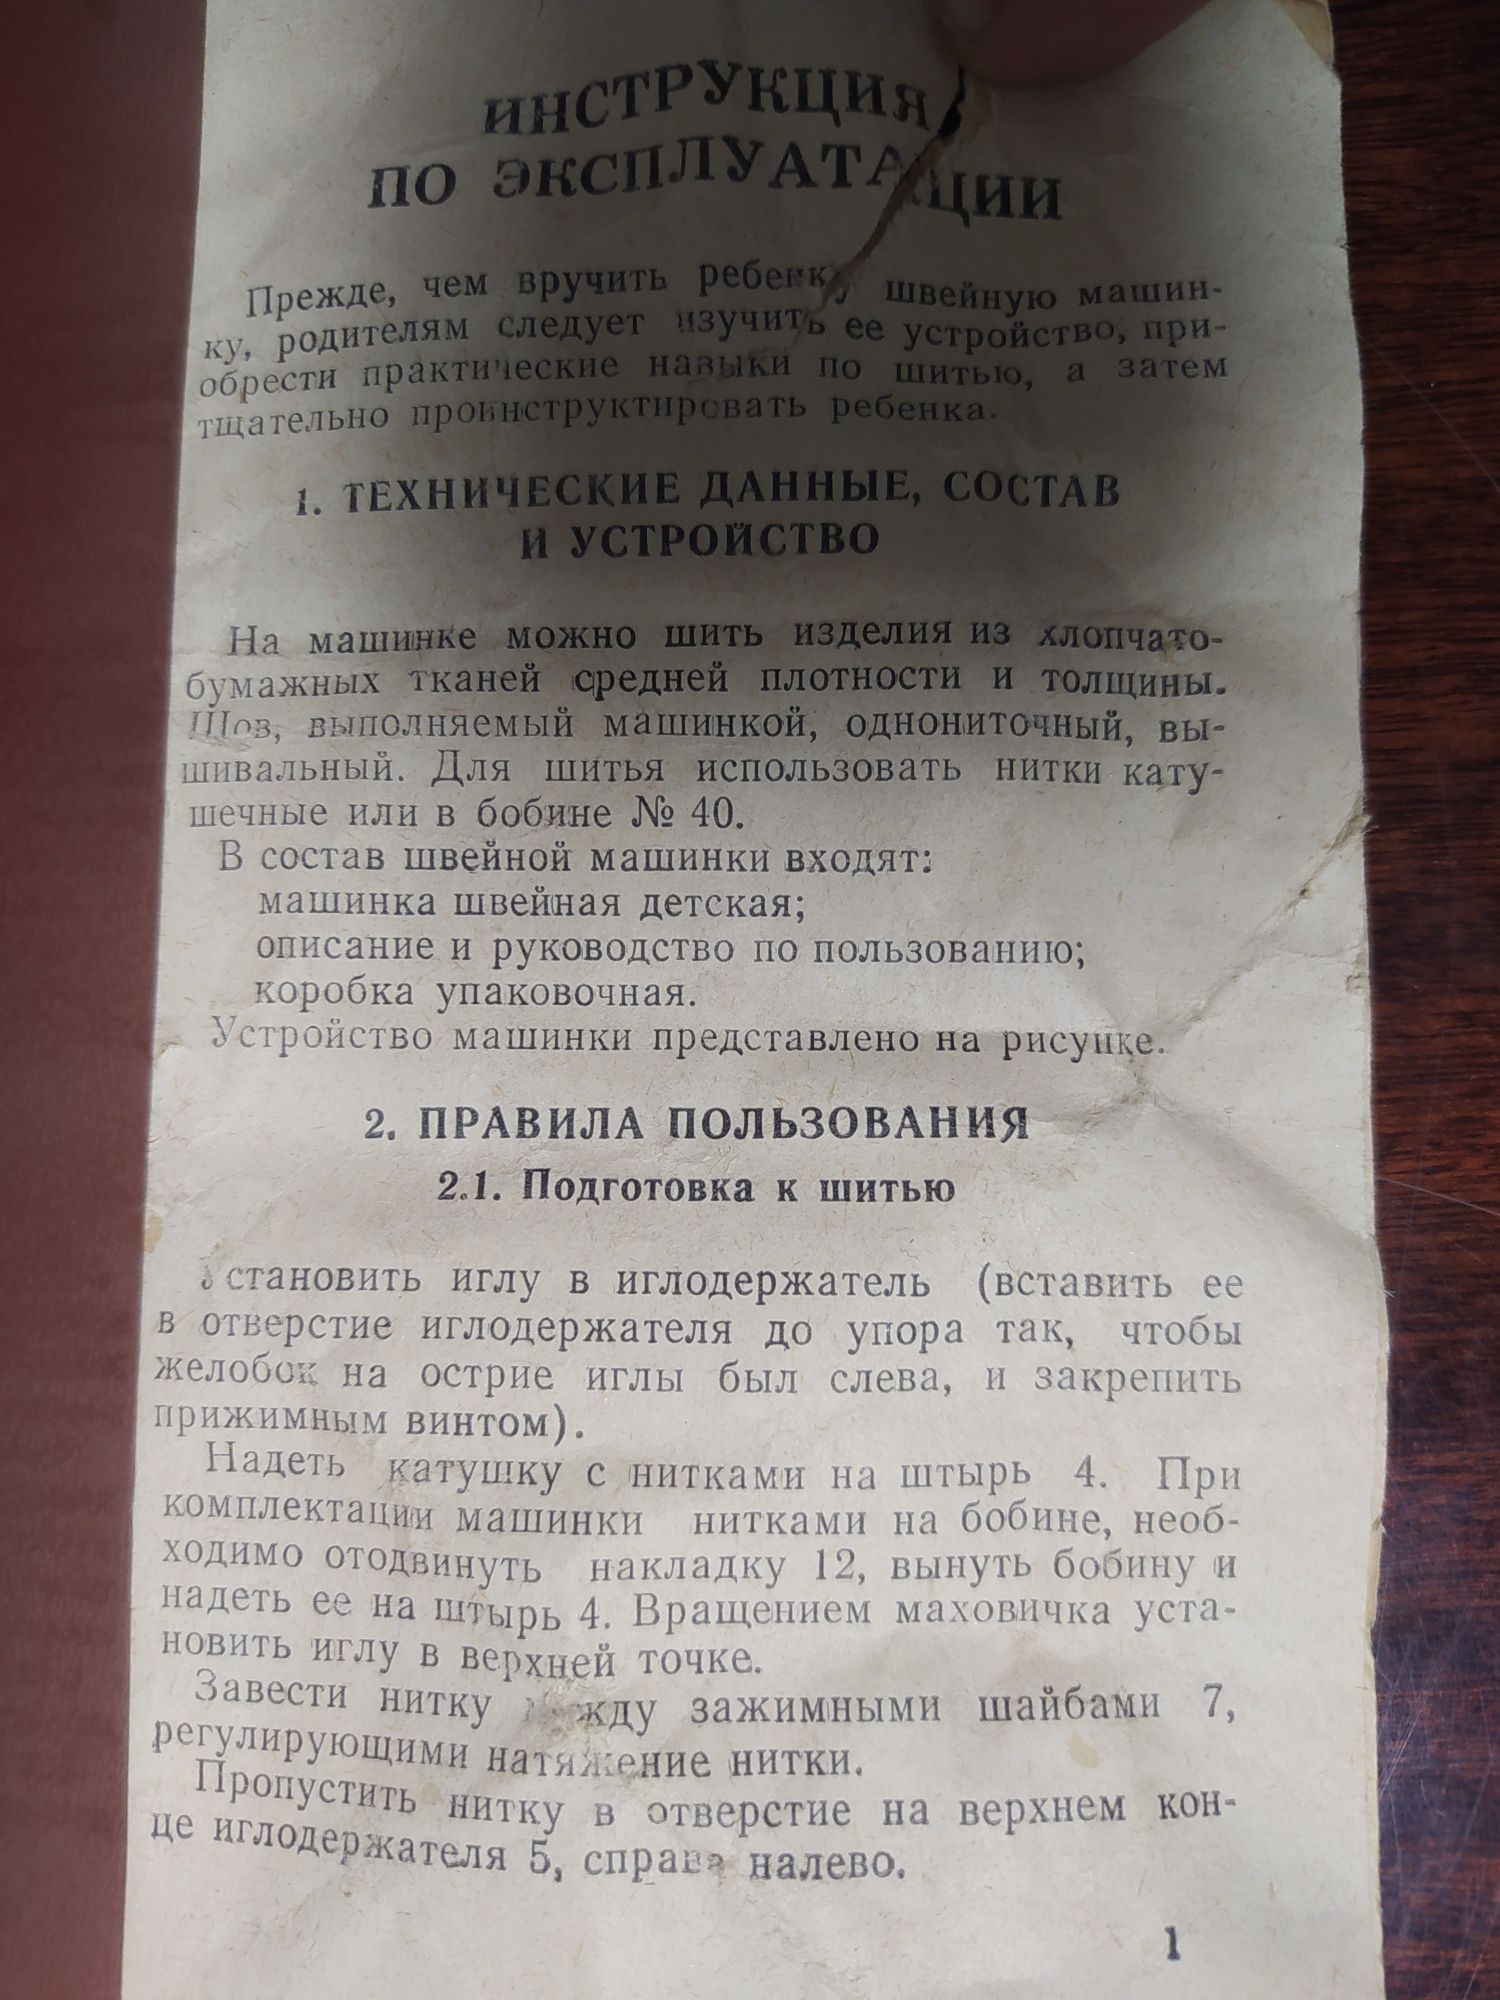 ИНСТРУКЦИЯ
ПО ЭКСПЛУАТАЦИИ
Прежде, чем вручить ребенку швейную машин-
ку, родителям следует изучить ее устройство, при-
обрести практические навыки по шитью, а затем
тщательно проинструктировать ребенка.
1. ТЕХНИЧЕСКИЕ ДАННЫЕ, СОСТАВ
И УСТРОЙСТВО
На машинке можно шить изделия из хлопчато-
бумажных тканей средней плотности и толщины.
Шов, выполняемый машинкой, однониточный, вы-
шивальный. Для шитья использовать нитки кату-
шечные или в бобине № 40.
В состав швейной машинки входят:
машинка швейная детская;
описание и руководство по пользованию;
коробка упаковочная.
Устройство машинки представлено на рисунке.
2. ПРАВИЛА ПОЛЬЗОВАНИЯ
2.1. Подготовка к шитью
Установить иглу в иглодержатель (вставить ее
в отверстие иглодержателя до упора так, чтобы
желобок на острие иглы был слева, и закрепить
прижимным винтом).
Надеть катушку с нитками на штырь 4. При
комплектации машинки нитками на бобине, необ-
ходимо отодвинуть накладку 12, вынуть бобину и
надеть ее на штырь 4. Вращением маховичка уста-
новить иглу в верхней точке.
Завести нитку между зажимными шайбами 7,
регулирующими натяжение нитки.
Пропустить нитку в отверстие на верхнем кон-
це иглодержателя 5, справа налево.
1